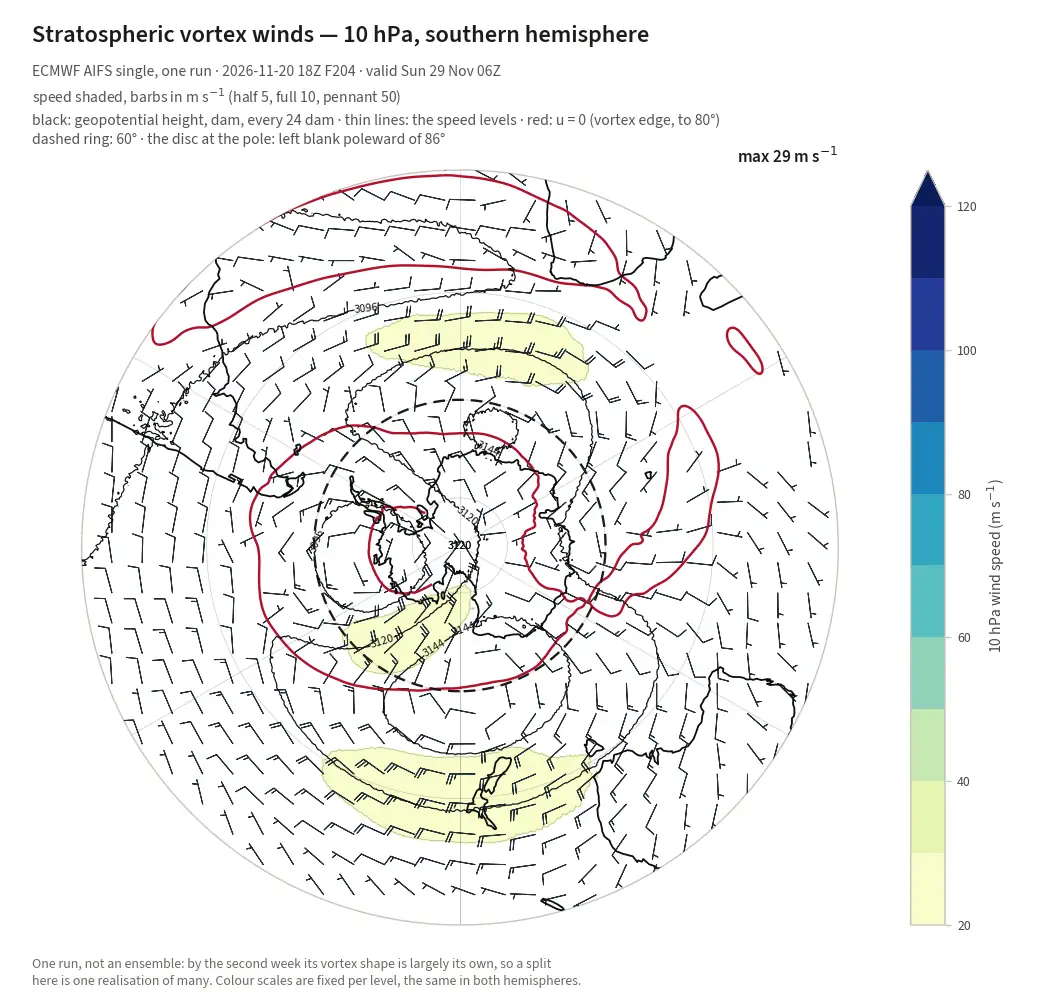 Stratospheric vortex winds — 10 hPa, southern hemisphere
ECMWF AIFS single, one run · 2026-11-20 18Z F204 · valid Sun 29 Nov 06Z
speed shaded, barbs in m s⁻¹ (half 5, full 10, pennant 50)
black: geopotential height, dam, every 24 dam · thin lines: the speed levels · red: u = 0 (vortex edge, to 80°)
dashed ring: 60° · the disc at the pole: left blank poleward of 86°
max 29 m s⁻¹
120
100
80
60
40
20
10 hPa wind speed (m s⁻¹)
3096
3144
3120
3096
3120
3120
3144
3144
One run, not an ensemble: by the second week its vortex shape is largely its own, so a split
here is one realisation of many. Colour scales are fixed per level, the same in both hemispheres.